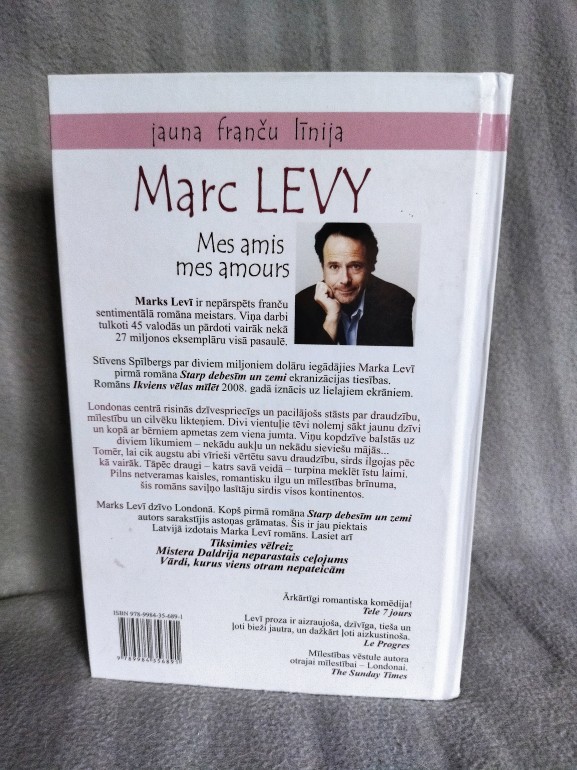 jauna franču līnija
Marc LEVY
Mes amis
mes amours
Marks Levī ir nepārspēts franču
sentimentālā romāna meistars. Viņa darbi
tulkoti 45 valodās un pārdoti vairāk nekā
27 miljonos eksemplāru visā pasaulē.
Stīvens Spīlbergs par diviem miljoniem dolāru iegādājies Marka Levī
pirmā romāna Starp debesīm un zemi ekranizācijas tiesības.
Romāns Ikviens vēlas mīlēt 2008. gadā iznācis uz lielajiem ekrāniem.
Londonas centrā risinās dzīvespriecīgs un pacilājošs stāsts par draudzību,
mīlestību un cilvēku likteņiem. Divi vientuļie tēvi nolemj sākt jaunu dzīvi
un kopā ar bērniem apmetas zem viena jumta. Viņu kopdzīve balstās uz
diviem likumiem – nekādu aukļu un nekādu sieviešu mājās...
Tomēr, lai cik augstu abi vīrieši vērtētu savu draudzību, sirds ilgojas pēc
kā vairāk. Tāpēc draugi – katrs savā veidā – turpina meklēt īstu laimi.
Pilns netveramas kaisles, romantisku ilgu un mīlestības brīnuma,
šis romāns saviļņo lasītāju sirdis visos kontinentos.
Marks Levī dzīvo Londonā. Kopš pirmā romāna Starp debesīm un zemi
autors sarakstījis astoņas grāmatas. Šis ir jau piektais
Latvijā izdotais Marka Levī romāns. Lasiet arī
Tiksimies vēlreiz
Mistera Daldrija neparastais ceļojums
Vārdi, kurus viens otram nepateicām
Ārkārtīgi romantiska komēdija!
Tele 7 jours
Levī proza ir aizraujoša, dzīvīga, tieša un
ļoti bieži jautra, un dažkārt ļoti aizkustinoša.
Le Progres
Mīlestības vēstule autora
otrajai mīlestībai – Londonai.
The Sunday Times
ISBN 978-9984-35-689-1
9 789984 356891